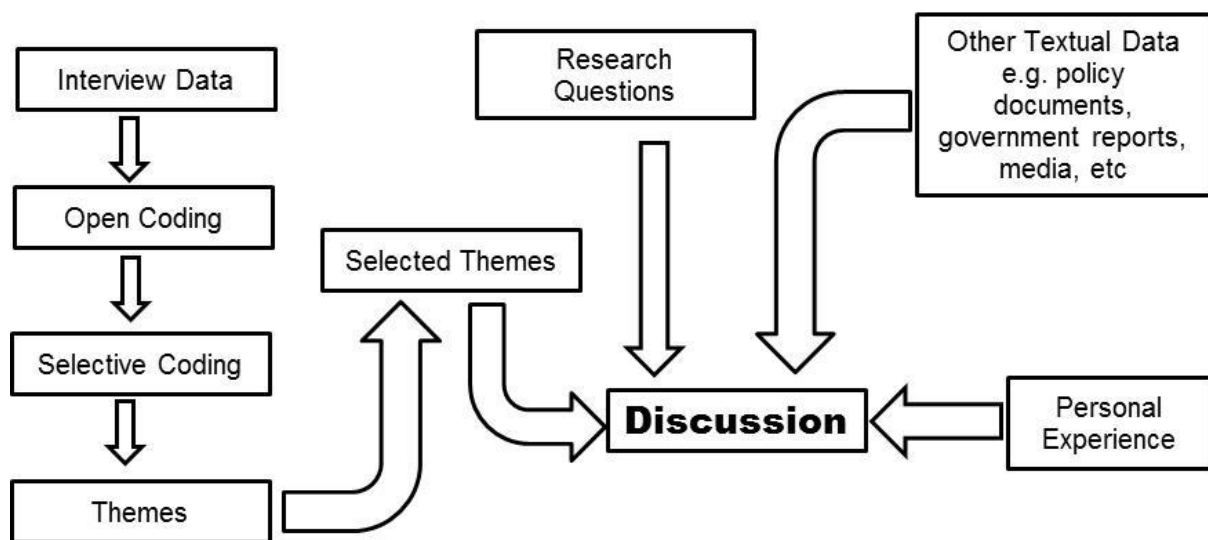 Interview Data
Open Coding
Selective Coding
Themes
Selected Themes
Research
Questions
Other Textual Data
e.g. policy
documents,
government reports,
media, etc
Discussion
Personal
Experience